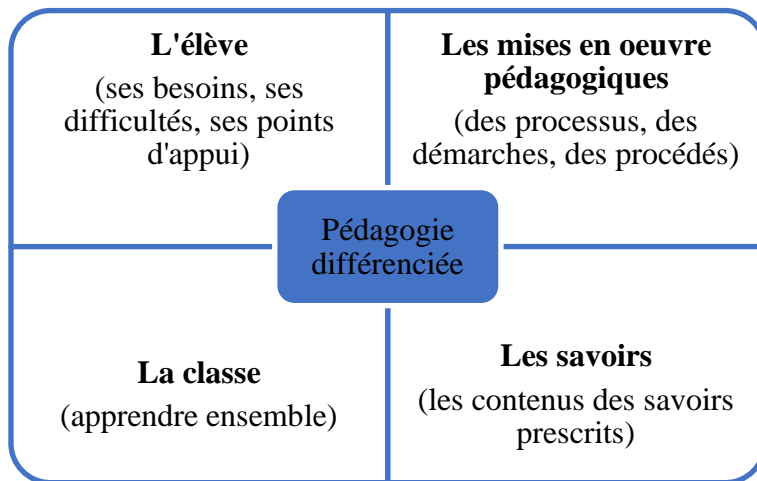 L'élève
(ses besoins, ses
difficultés, ses points
d'appui)
Les mises en oeuvre
pédagogiques
(des processus, des
démarches, des procédés)
Pédagogie
différenciée
La classe
(apprendre ensemble)
Les savoirs
(les contenus des savoirs
prescrits)